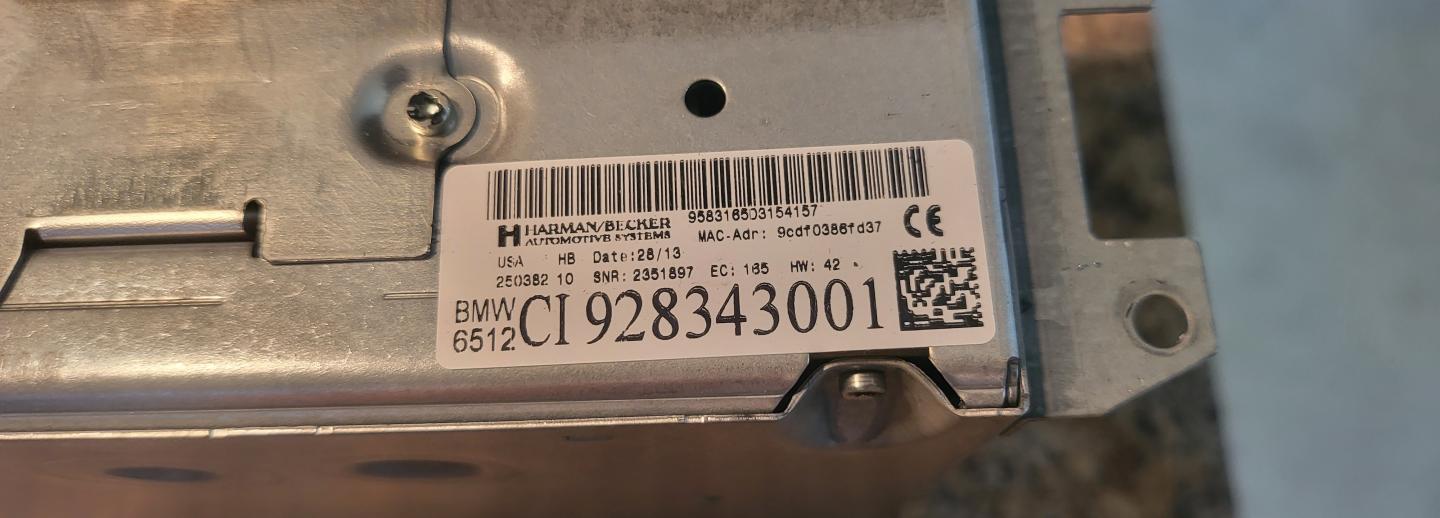 958316503154157
HARMAN/BECKER
AUTOMOTIVE SYSTEMS
MAC-Adr: 9cdf0386fd37
CE
USA HB Date:28/13
250382 10 SNR: 2351897 EC: 165 HW: 42
BMW
6512 CI 928343001